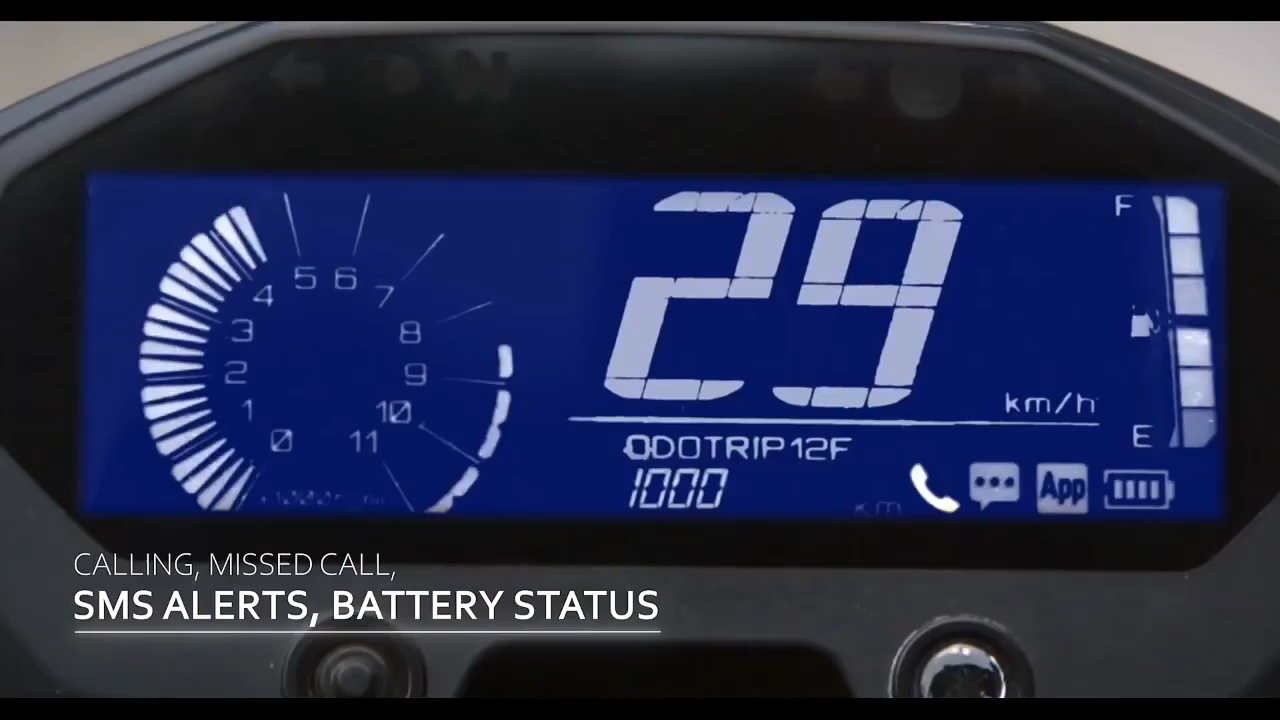 5 6
4 7
3 8
2 9
1 10
0 11
29
km/h
F
E
ODOTRIP12F
1000
km
App
CALLING, MISSED CALL,
SMS ALERTS, BATTERY STATUS